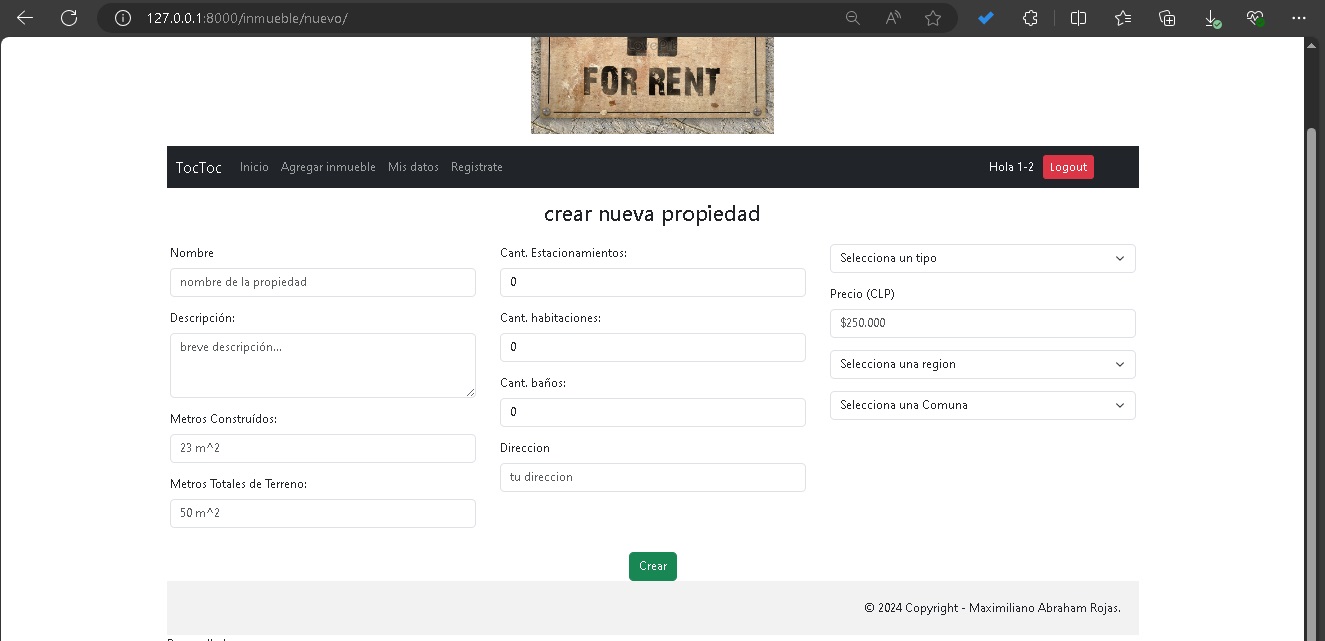 127.0.0.1:8000/inmueble/nuevo/
FOR RENT
TocToc Inicio Agregar inmueble Mis datos Registrate Hola 1-2 Logout
crear nueva propiedad
Nombre
nombre de la propiedad
Descripción:
breve descripción...
Metros Construídos:
23 m^2
Metros Totales de Terreno:
50 m^2
Cant. Estacionamientos:
0
Cant. habitaciones:
0
Cant. baños:
0
Direccion
tu direccion
Selecciona un tipo
Precio (CLP)
$250.000
Selecciona una region
Selecciona una Comuna
Crear
© 2024 Copyright - Maximiliano Abraham Rojas.